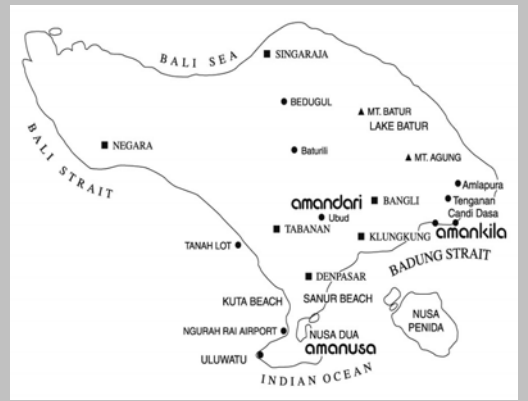 BALI SEA
SINGARAJA
BEDUGUL
MT. BATUR
LAKE BATUR
BALI STRAIT
NEGARA
Baturili
MT. AGUNG
Amlapura
amandari
BANGLI
Tenganan
Candi Dasa
Ubud
TABANAN
KLUNGKUNG
amankila
TANAH LOT
BADUNG STRAIT
DENPASAR
KUTA BEACH
SANUR BEACH
NUSA
PENIDA
NGURAH RAI AIRPORT
NUSA DUA
amanusa
ULUWATU
INDIAN OCEAN